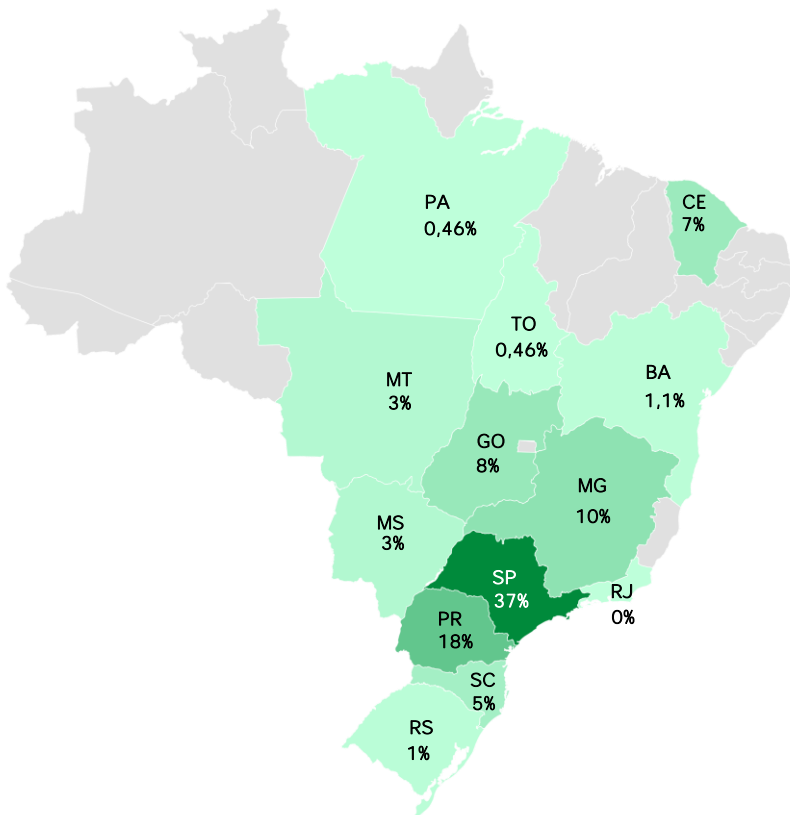 PA
0,46%
CE
7%
TO
0,46%
MT
3%
BA
1,1%
GO
8%
MG
10%
MS
3%
SP
37%
RJ
0%
PR
18%
SC
5%
RS
1%